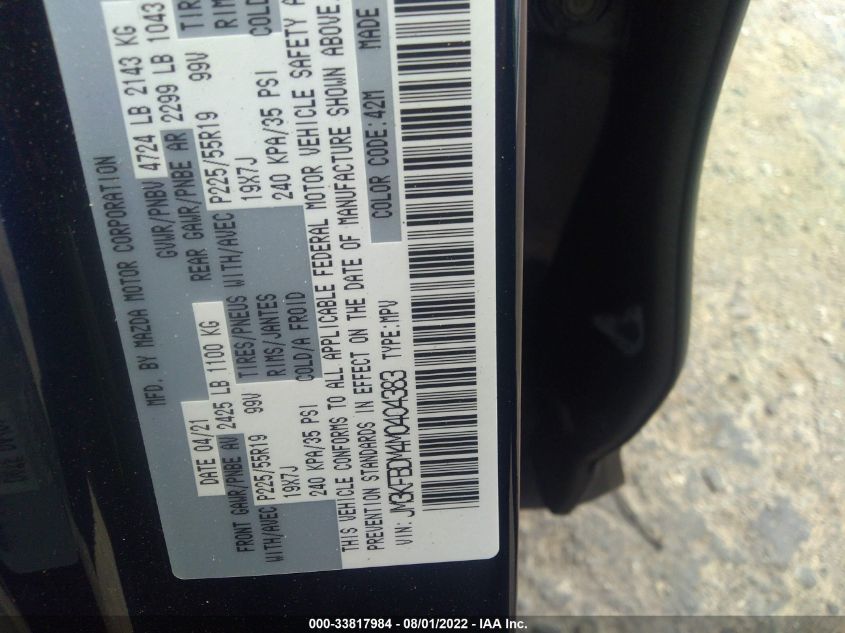 MFD. BY MAZDA MOTOR CORPORATION
DATE 04/21 GVWR/PNBV 4724 LB 2143 KG
FRONT GAWR/PNBE AV 2425 LB 1100 KG REAR GAWR/PNBE AR 2299 LB 1043
WITH/AVEC P225/55R19 99V TIRES/PNEUS WITH/AVEC P225/55R19 99V TIR
19X7J RIMS/JANTES 19X7J RIMS
240 KPA/35 PSI COLD/A FROID 240 KPA/35 PSI COLD
THIS VEHICLE CONFORMS TO ALL APPLICABLE FEDERAL MOTOR VEHICLE SAFETY A
PREVENTION STANDARDS IN EFFECT ON THE DATE OF MANUFACTURE SHOWN ABOVE.
VIN: JM3KFBDM4M0404383 TYPE:MPV COLOR CODE:42M MADE
000-33817984 - 08/01/2022 - IAA Inc.